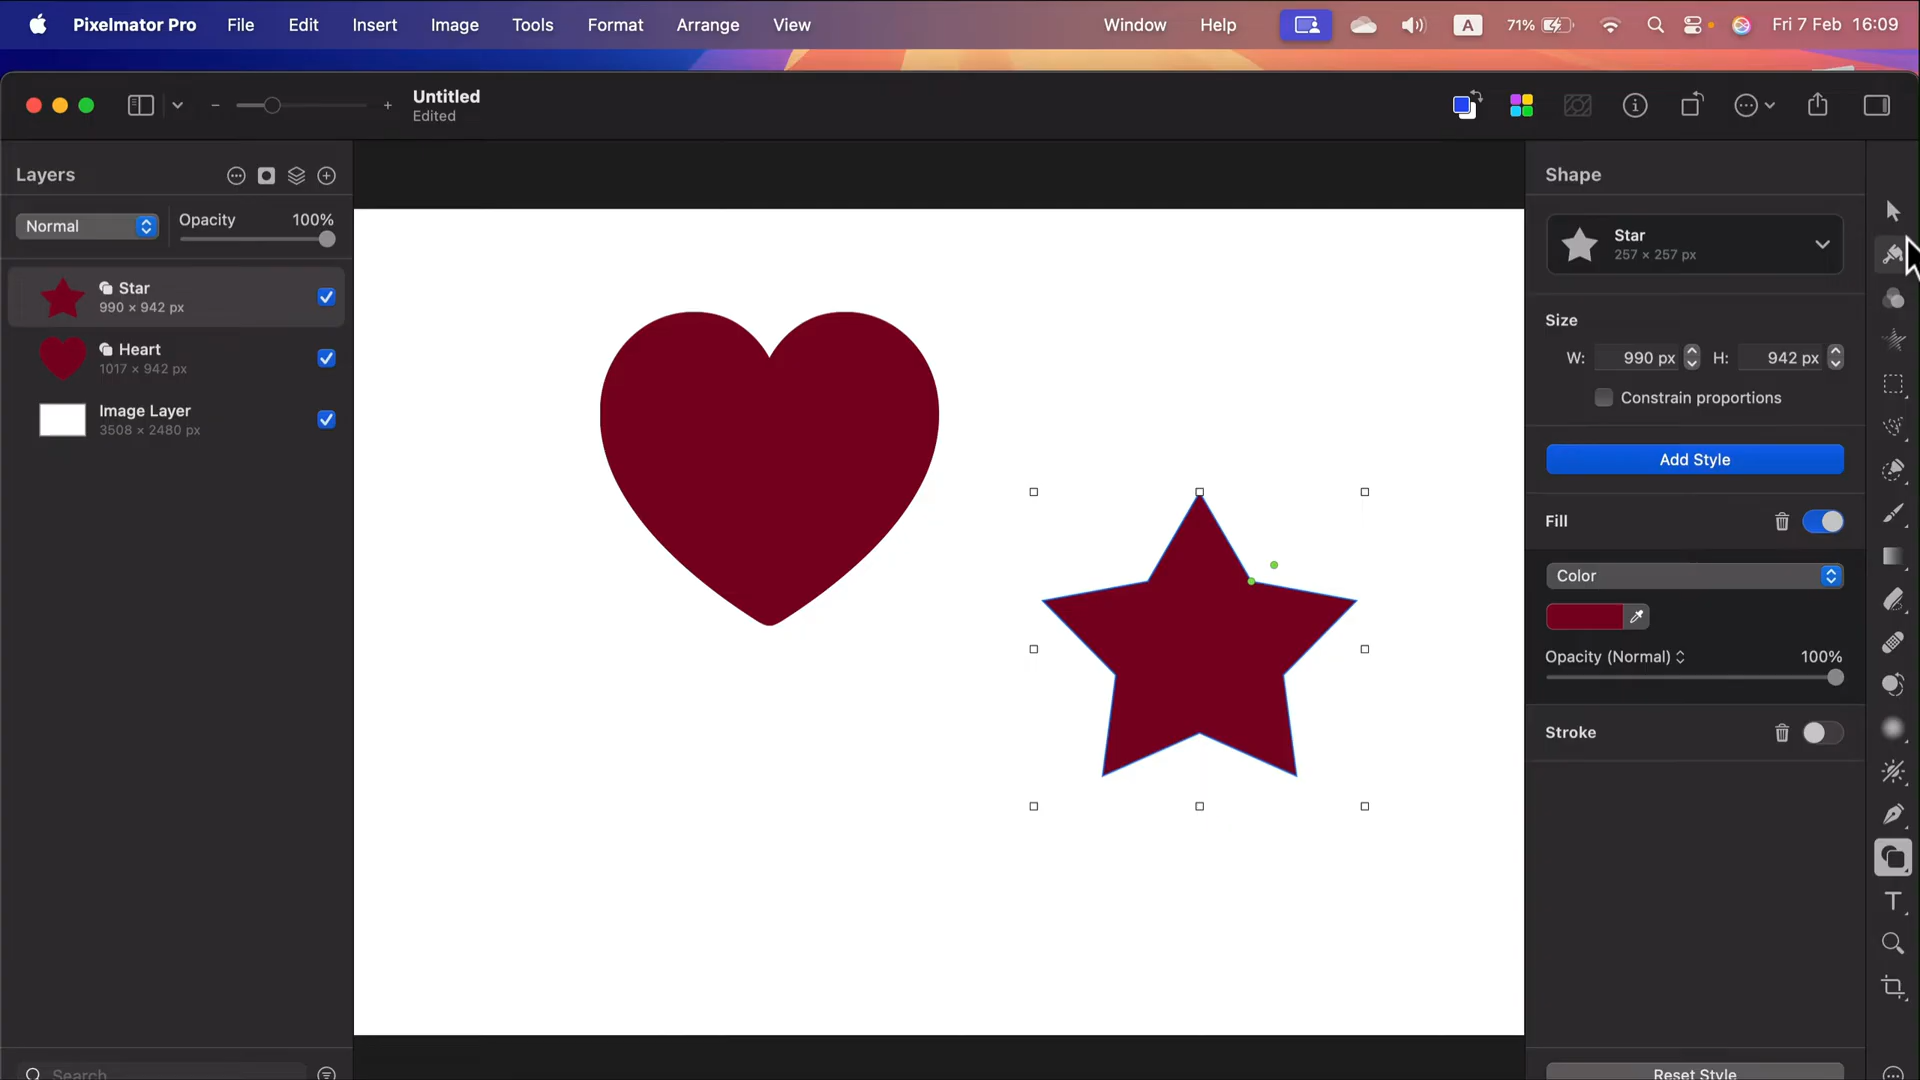 Pixelmator Pro File Edit Insert Image Tools Format Arrange View Window Help A 71% Fri 7 Feb 16:09
Untitled
Edited
Layers
Normal Opacity 100%
Star
990 × 942 px
Heart
1017 × 942 px
Image Layer
3508 × 2480 px
Search
Shape
Star
257 × 257 px
Size
W: 990 px H: 942 px
Constrain proportions
Add Style
Fill
Color
Opacity (Normal) 100%
Stroke
Reset Style